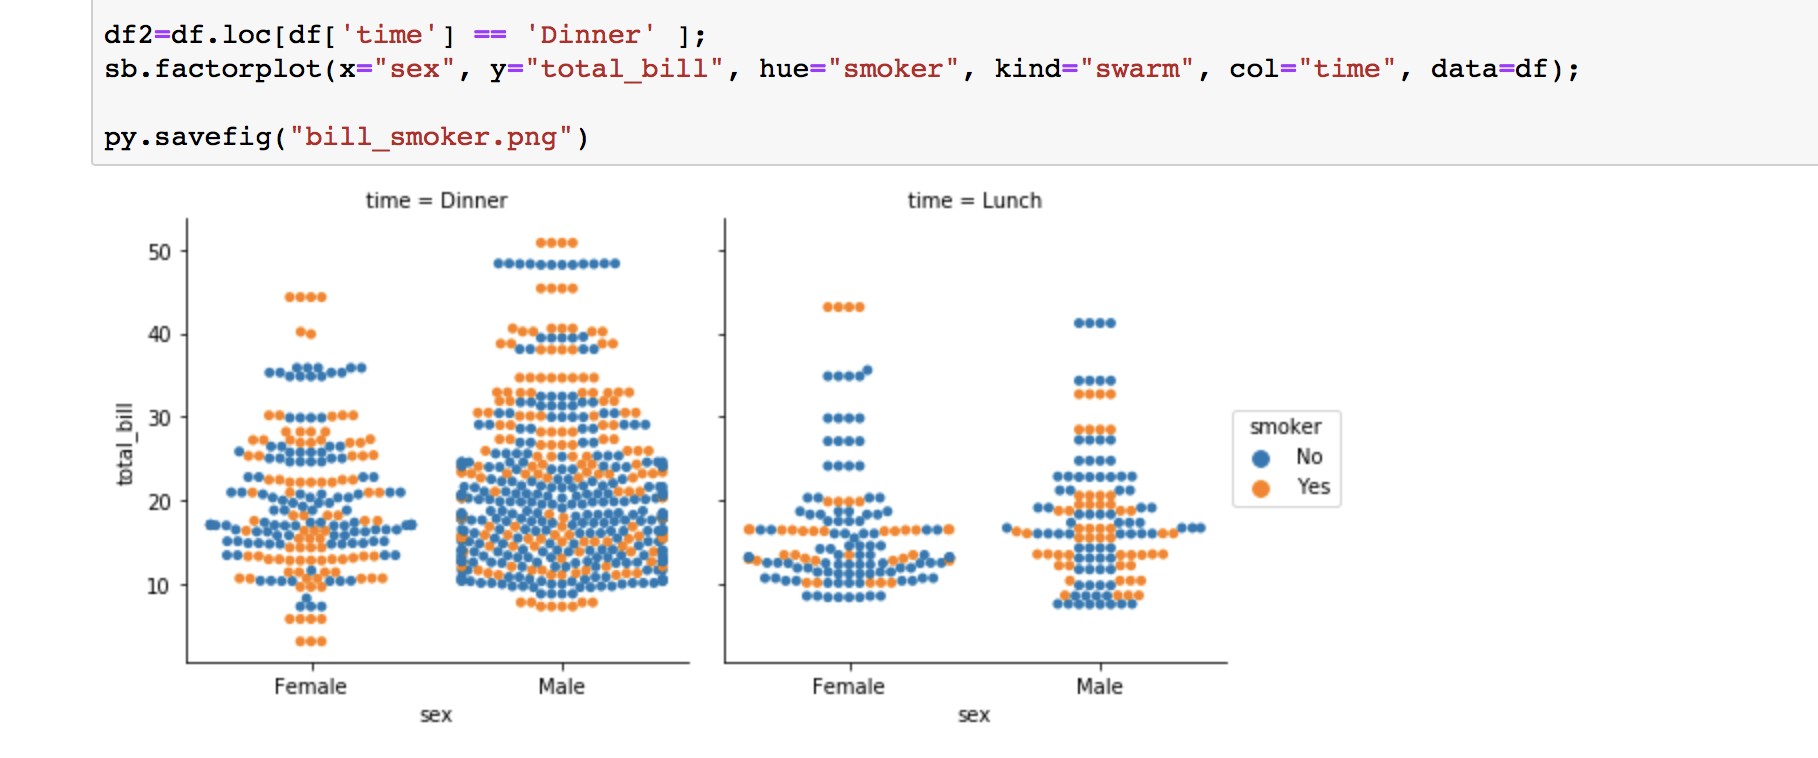 df2=df.loc[df['time'] == 'Dinner' ];
sb.factorplot(x="sex", y="total_bill", hue="smoker", kind="swarm", col="time", data=df);
py.savefig("bill_smoker.png")
time = Dinner
time = Lunch
50
40
30
20
10
total_bill
Female
Male
sex
Female
Male
sex
smoker
No
Yes